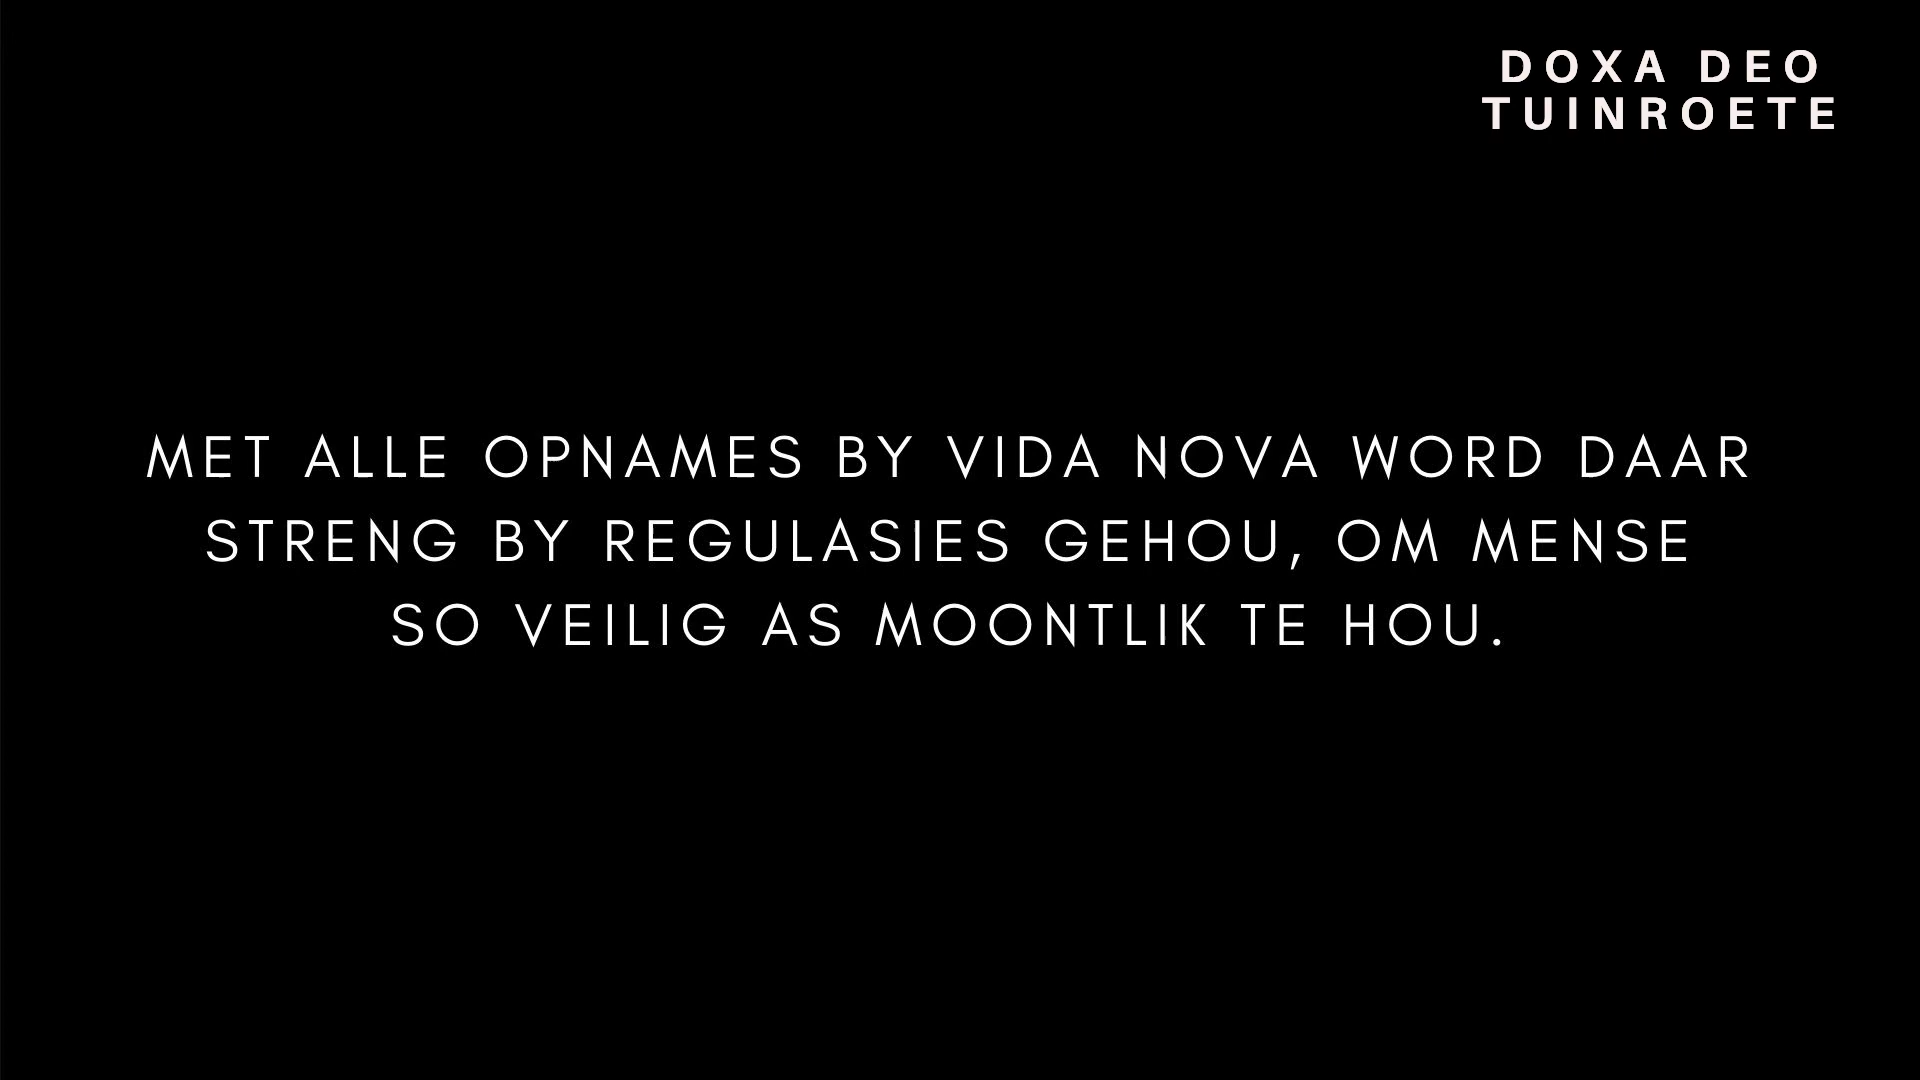 DOXA DEO
TUINROETE
MET ALLE OPNAMES BY VIDA NOVA WORD DAAR
STRENG BY REGULASIES GEHOU, OM MENSE
SO VEILIG AS MOONTLIK TE HOU.